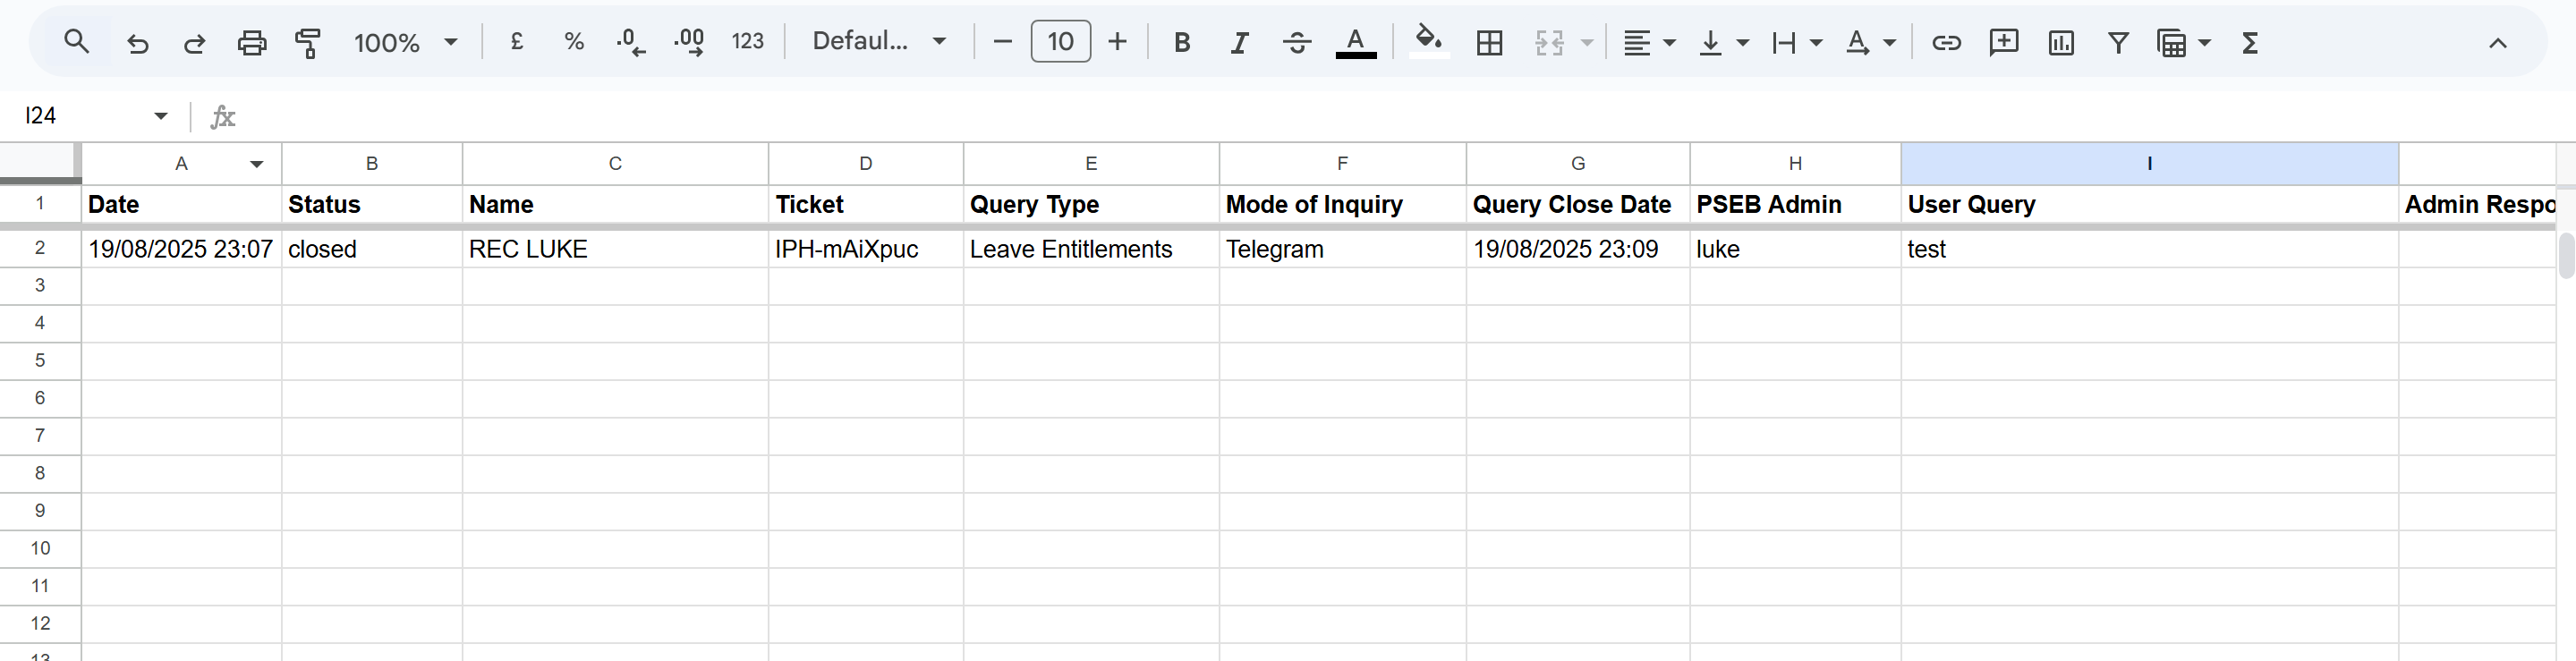 100% £ % .0 .00 123 Defaul... 10 B I A A Σ
I24 fx
A B C D E F G H I
1 Date Status Name Ticket Query Type Mode of Inquiry Query Close Date PSEB Admin User Query Admin Respo
2 19/08/2025 23:07 closed REC LUKE IPH-mAiXpuc Leave Entitlements Telegram 19/08/2025 23:09 luke test
3
4
5
6
7
8
9
10
11
12
13